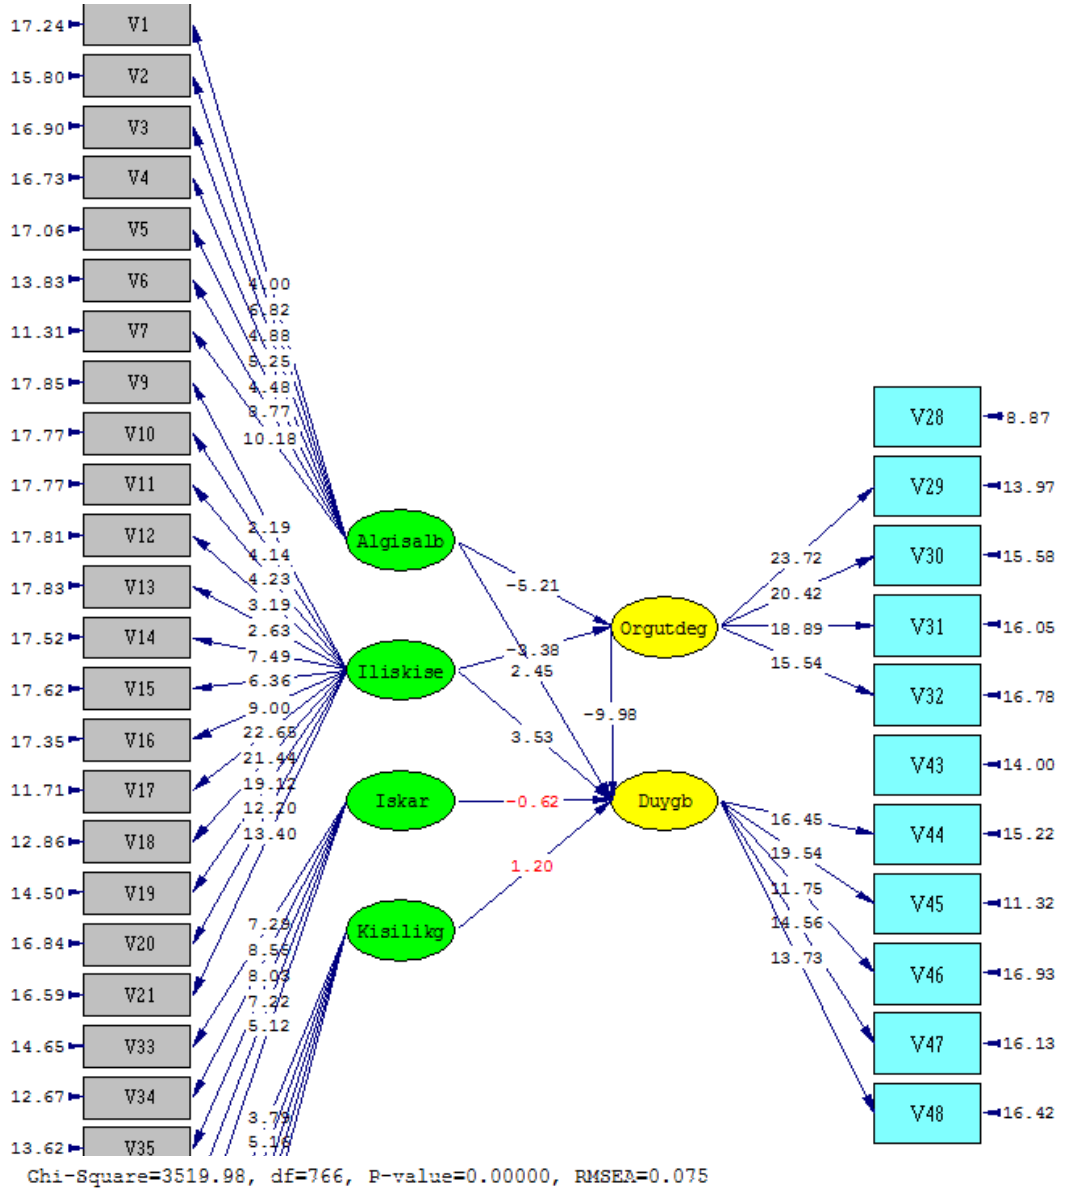 17.24 V1
15.80 V2
16.90 V3
16.73 V4
17.06 V5
13.83 V6
11.31 V7
17.85 V9
17.77 V10
17.77 V11
17.81 V12
17.83 V13
17.52 V14
17.62 V15
17.35 V16
11.71 V17
12.86 V18
14.50 V19
16.84 V20
16.59 V21
14.65 V33
12.67 V34
13.62 V35
4.00
6.82
4.88
5.25
4.48
8.77
10.18
2.19
4.14
4.23
3.19
2.63
7.49
6.36
9.00
22.65
21.44
19.12
12.20
13.40
7.29
8.55
8.03
7.22
5.12
3.79
5.16
Algisalb
Iliskise
Iskar
Kisilikg
-5.21
-3.38
2.45
-9.98
3.53
-0.62
1.20
Orgutdeg
Duygb
23.72
20.42
18.89
15.54
16.45
19.54
11.75
14.56
13.73
V28 8.87
V29 13.97
V30 15.58
V31 16.05
V32 16.78
V43 14.00
V44 15.22
V45 11.32
V46 16.93
V47 16.13
V48 16.42
Chi-Square=3519.98, df=766, P-value=0.00000, RMSEA=0.075